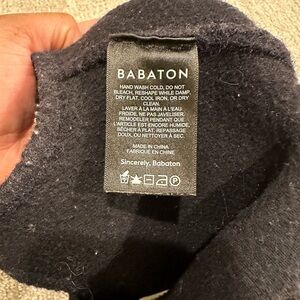 BABATON
HAND WASH COLD, DO NOT
BLEACH, RESHAPE WHILE DAMP,
DRY FLAT, COOL IRON, OR DRY
CLEAN.
LAVER À LA MAIN À L'EAU
FROIDE, NE PAS JAVELISER,
REMODELER PENDANT QUE
L'ARTICLE EST ENCORE HUMIDE,
SÉCHER À PLAT, REPASSAGE
DOUX, OU NETTOYER À SEC.
MADE IN CHINA
FABRIQUÉ EN CHINE
Sincerely, Babaton
P